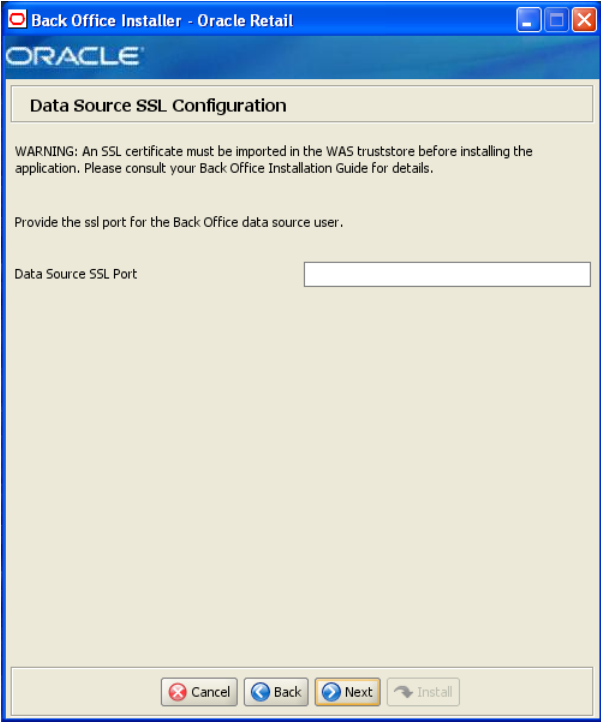 Back Office Installer - Oracle Retail
ORACLE
Data Source SSL Configuration
WARNING: An SSL certificate must be imported in the WAS truststore before installing the
application. Please consult your Back Office Installation Guide for details.
Provide the ssl port for the Back Office data source user.
Data Source SSL Port
Cancel Back Next Install